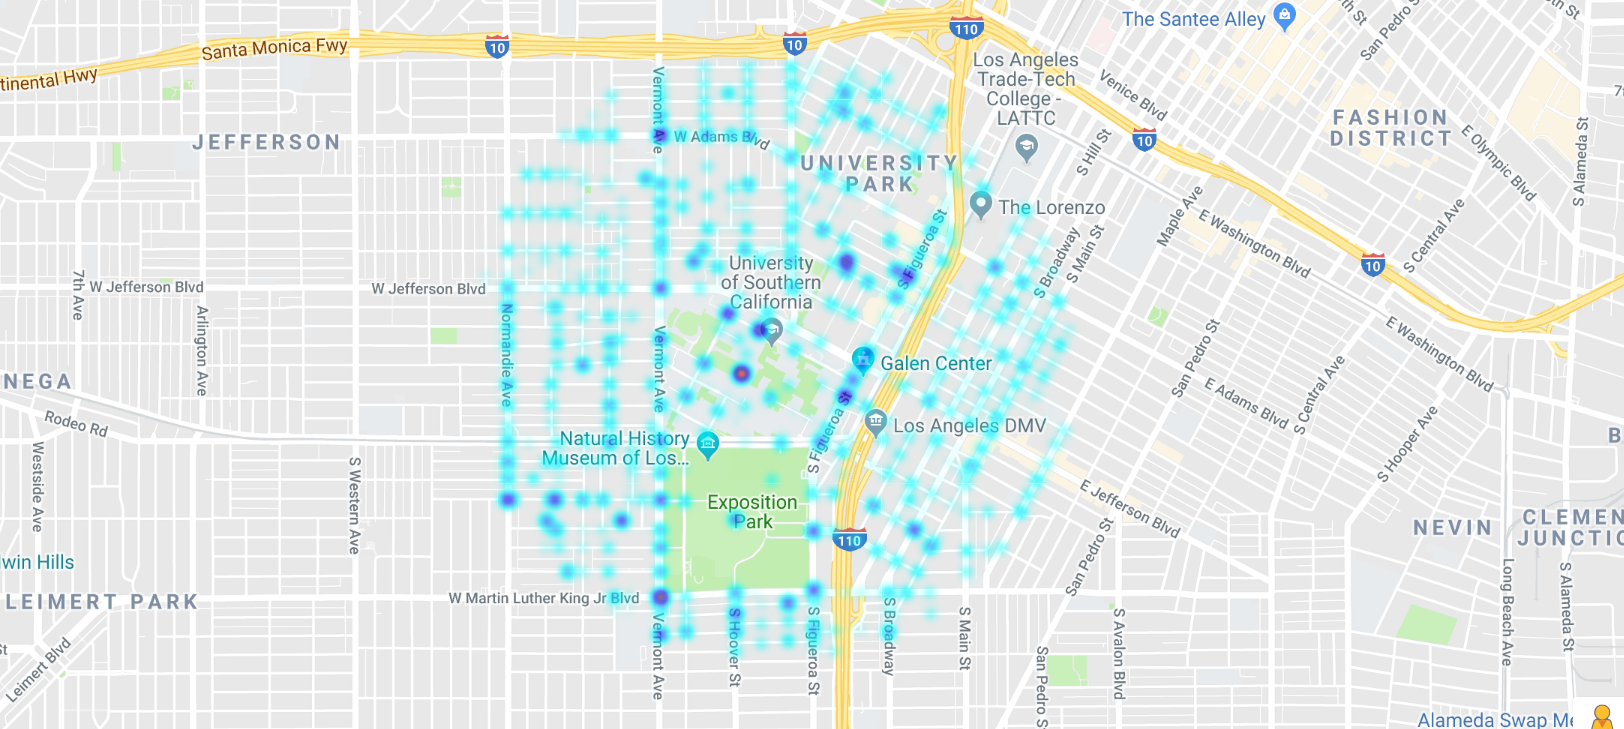 The Santee Alley
110
10
10
Santa Monica Fwy
tinental Hwy
Los Angeles
Trade-Tech
College -
LATTC
Venice Blvd
San Pedro S
th St
th St
7th
FASHION
DISTRICT
E Olympic Blvd
S Alameda St
10
S Hill St
JEFFERSON
Vermont Ave
W Adams Blvd
UNIVERSITY
PARK
The Lorenzo
Maple Ave
E Washington Blvd
S Central Ave
S Broadway
S Main St
S Figueroa St
10
7th Ave
W Jefferson Blvd
Arlington Ave
W Jefferson Blvd
University
of Southern
California
Normandie Ave
Vermont Ave
E Washington Blvd
San Pedro St
Galen Center
NEGA
Rodeo Rd
E Adams Blvd
S Central Ave
S Hooper Ave
S Figueroa St
Los Angeles DMV
Natural History
Museum of Los...
Westside Ave
S Western Ave
B
Exposition
Park
E Jefferson Blvd
NEVIN
CLEMEN
JUNCTIO
110
San Pedro St
win Hills
LEIMERT PARK
W Martin Luther King Jr Blvd
Long Beach Ave
S Alameda St
Vermont Ave
S Hoover St
S Figueroa St
S Broadway
S Main St
S Avalon Blvd
San Pedro S
St
Leimert Blvd
Alameda Swap Me